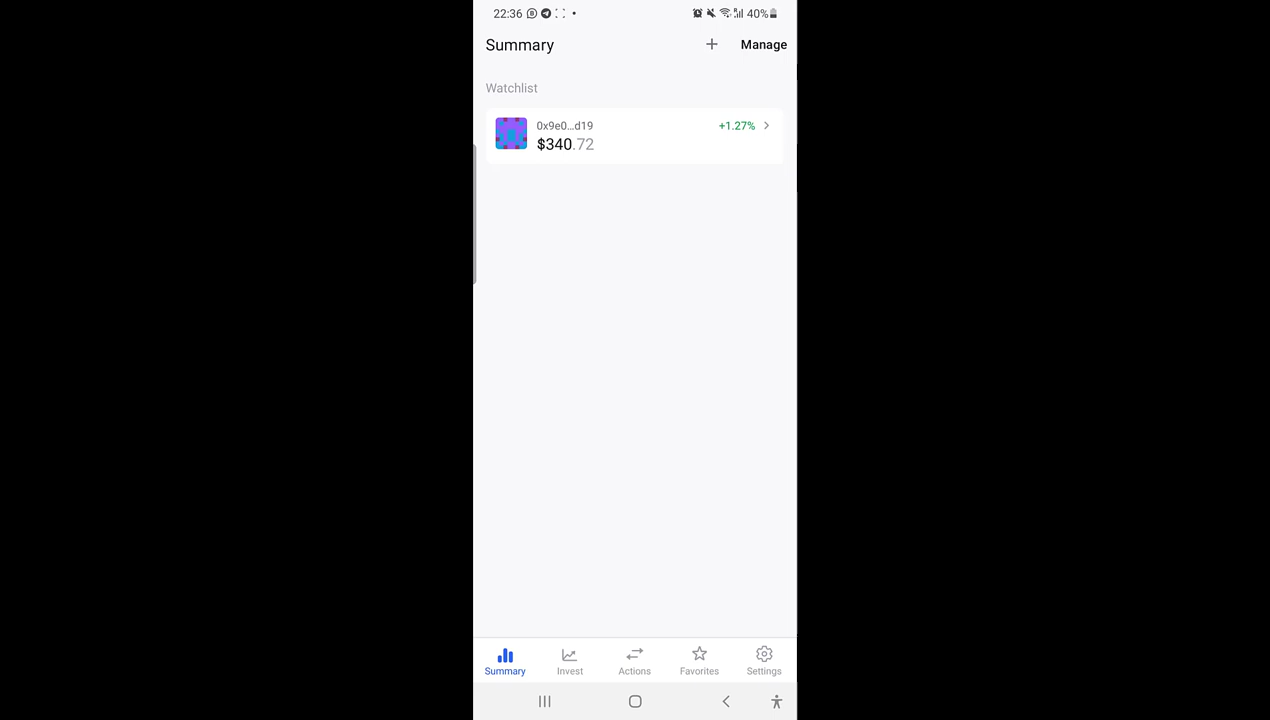 22:36 40%
Summary + Manage
Watchlist
0x9e0...d19 +1.27%
$340.72
Summary Invest Actions Favorites Settings